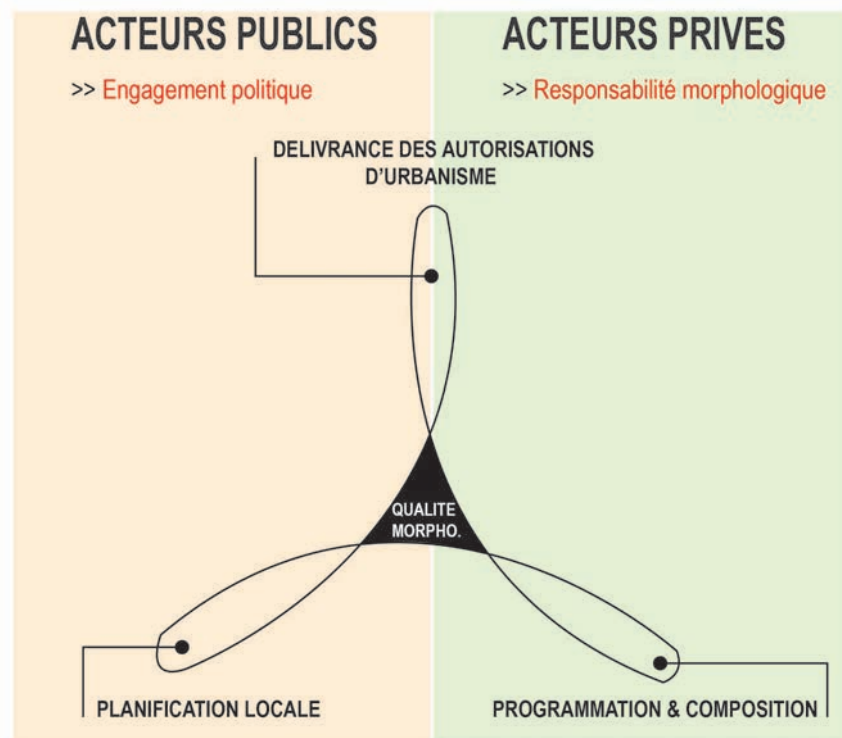 ACTEURS PUBLICS
>> Engagement politique
ACTEURS PRIVES
>> Responsabilité morphologique
DELIVRANCE DES AUTORISATIONS
D'URBANISME
QUALITE
MORPHO.
PLANIFICATION LOCALE
PROGRAMMATION & COMPOSITION